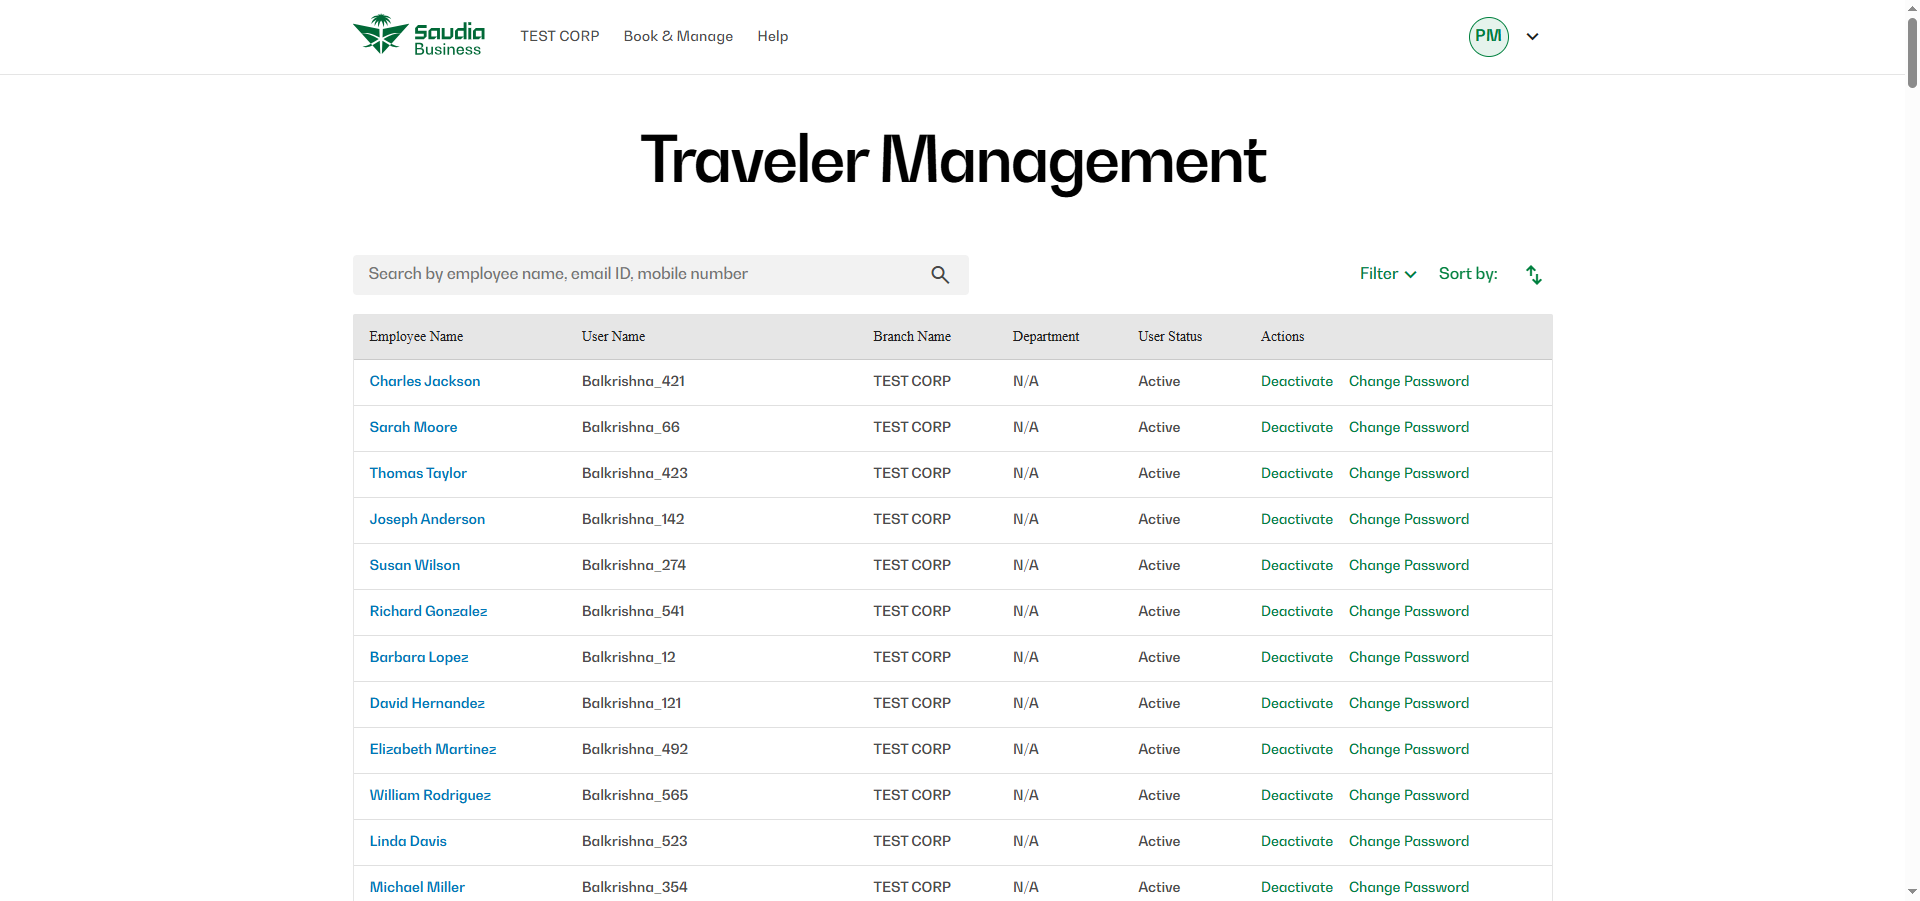 Saudia
Business
TEST CORP Book & Manage Help PM
Traveler Management
Search by employee name, email ID, mobile number Filter Sort by:
Employee Name User Name Branch Name Department User Status Actions
Charles Jackson Balkrishna_421 TEST CORP N/A Active Deactivate Change Password
Sarah Moore Balkrishna_66 TEST CORP N/A Active Deactivate Change Password
Thomas Taylor Balkrishna_423 TEST CORP N/A Active Deactivate Change Password
Joseph Anderson Balkrishna_142 TEST CORP N/A Active Deactivate Change Password
Susan Wilson Balkrishna_274 TEST CORP N/A Active Deactivate Change Password
Richard Gonzalez Balkrishna_541 TEST CORP N/A Active Deactivate Change Password
Barbara Lopez Balkrishna_12 TEST CORP N/A Active Deactivate Change Password
David Hernandez Balkrishna_121 TEST CORP N/A Active Deactivate Change Password
Elizabeth Martinez Balkrishna_492 TEST CORP N/A Active Deactivate Change Password
William Rodriguez Balkrishna_565 TEST CORP N/A Active Deactivate Change Password
Linda Davis Balkrishna_523 TEST CORP N/A Active Deactivate Change Password
Michael Miller Balkrishna_354 TEST CORP N/A Active Deactivate Change Password